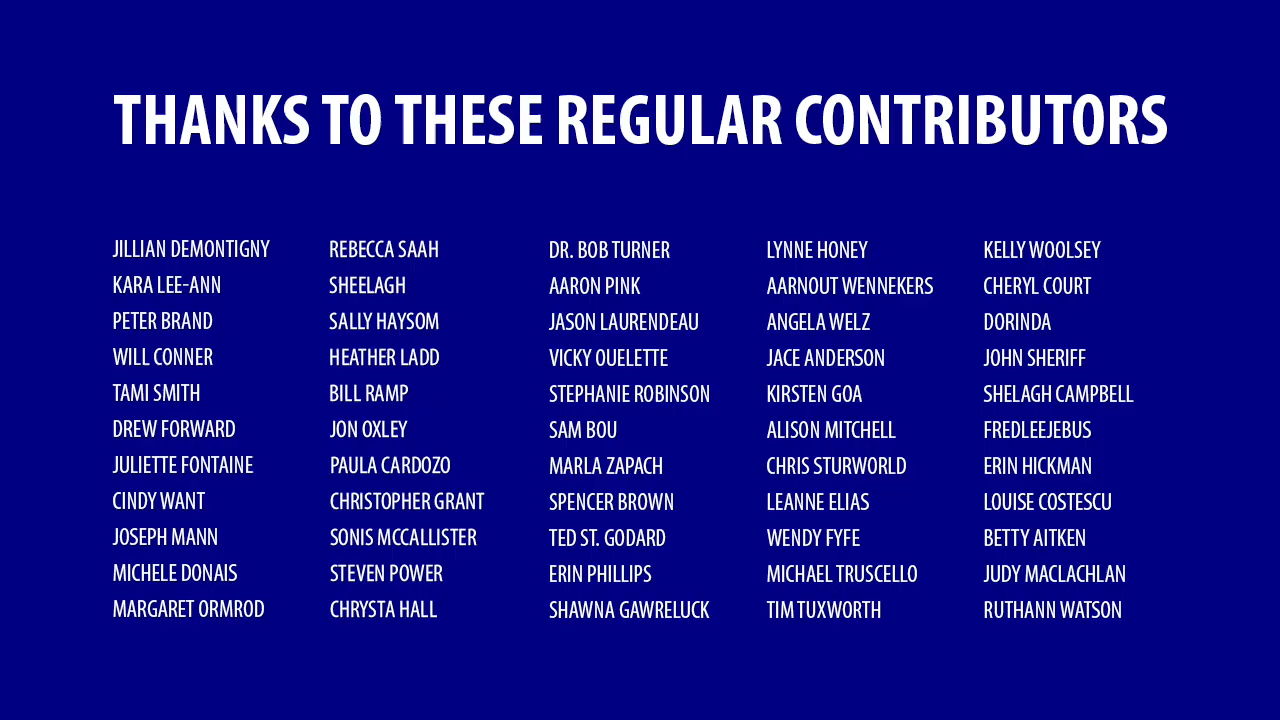 THANKS TO THESE REGULAR CONTRIBUTORS
JILLIAN DEMONTIGNY
KARA LEE-ANN
PETER BRAND
WILL CONNER
TAMI SMITH
DREW FORWARD
JULIETTE FONTAINE
CINDY WANT
JOSEPH MANN
MICHELE DONAIS
MARGARET ORMROD
REBECCA SAAH
SHEELAGH
SALLY HAYSOM
HEATHER LADD
BILL RAMP
JON OXLEY
PAULA CARDOZO
CHRISTOPHER GRANT
SONIS MCCALLISTER
STEVEN POWER
CHRYSTA HALL
DR. BOB TURNER
AARON PINK
JASON LAURENDEAU
VICKY OUELETTE
STEPHANIE ROBINSON
SAM BOU
MARLA ZAPACH
SPENCER BROWN
TED ST. GODARD
ERIN PHILLIPS
SHAWNA GAWRELUCK
LYNNE HONEY
AARNOUT WENNEKERS
ANGELA WELZ
JACE ANDERSON
KIRSTEN GOA
ALISON MITCHELL
CHRIS STURWORLD
LEANNE ELIAS
WENDY FYFE
MICHAEL TRUSCELLO
TIM TUXWORTH
KELLY WOOLSEY
CHERYL COURT
DORINDA
JOHN SHERIFF
SHELAGH CAMPBELL
FREDLEEJEBUS
ERIN HICKMAN
LOUISE COSTESCU
BETTY AITKEN
JUDY MACLACHLAN
RUTHANN WATSON